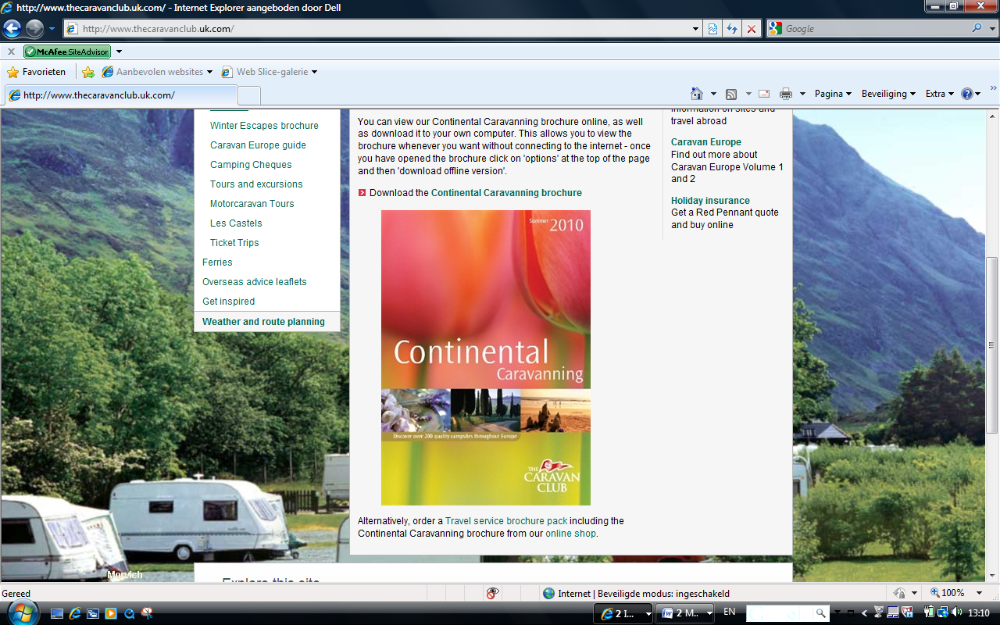 http://www.thecaravanclub.uk.com/ - Internet Explorer aangeboden door Dell
http://www.thecaravanclub.uk.com/
Google
McAfee SiteAdvisor
Favorieten
Aanbevolen websites
Web Slice-galerie
http://www.thecaravanclub.uk.com/
Pagina
Beveiliging
Extra
Winter Escapes brochure
Caravan Europe guide
Camping Cheques
Tours and excursions
Motorcaravan Tours
Les Castels
Ticket Trips
Ferries
Overseas advice leaflets
Get inspired
Weather and route planning
You can view our Continental Caravanning brochure online, as well
as download it to your own computer. This allows you to view the
brochure whenever you want without connecting to the internet - once
you have opened the brochure click on 'options' at the top of the page
and then 'download offline version'.
Download the Continental Caravanning brochure
Summer 2010
Continental
Caravanning
Discover over 200 quality campsites throughout Europe
THE
CARAVAN
CLUB
Alternatively, order a Travel service brochure pack including the
Continental Caravanning brochure from our online shop.
information on sites and
travel abroad
Caravan Europe
Find out more about
Caravan Europe Volume 1
and 2
Holiday insurance
Get a Red Pennant quote
and buy online
Morvich
Explore this site
Gereed
Internet | Beveiligde modus: ingeschakeld
100%
2 I...
2 M...
EN
13:10